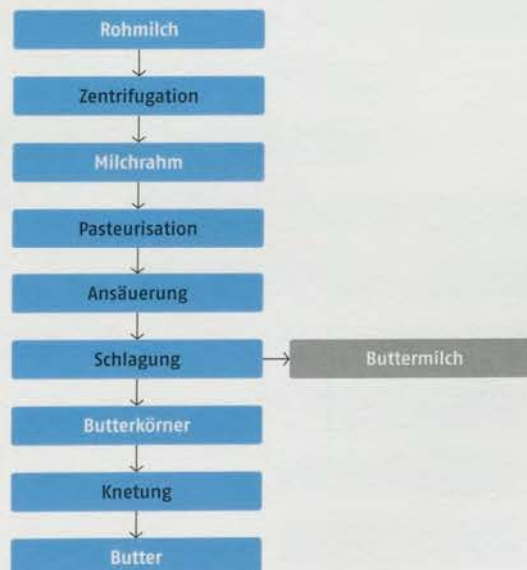 Rohmilch
Zentrifugation
Milchrahm
Pasteurisation
Ansäuerung
Schlagung
Buttermilch
Butterkörner
Knetung
Butter